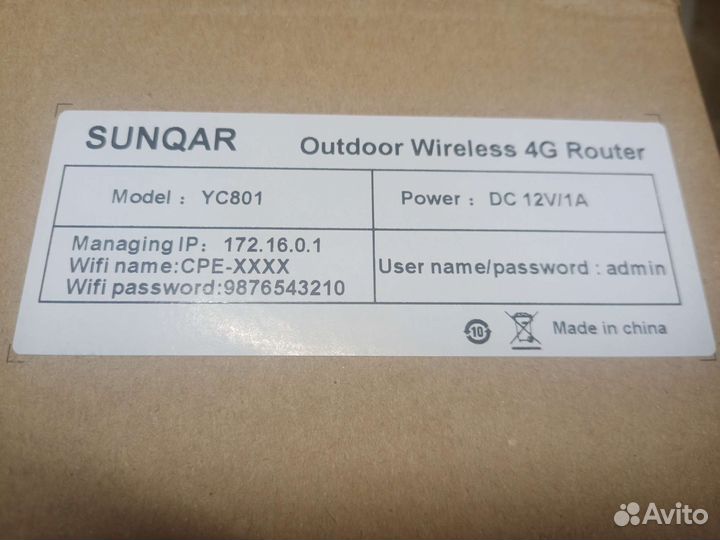 SUNQAR
Outdoor Wireless 4G Router
Model : YC801
Power : DC 12V/1A
Managing IP: 172.16.0.1
Wifi name:CPE-XXXX
Wifi password:9876543210
User name/password : admin
10
Made in china
Avito